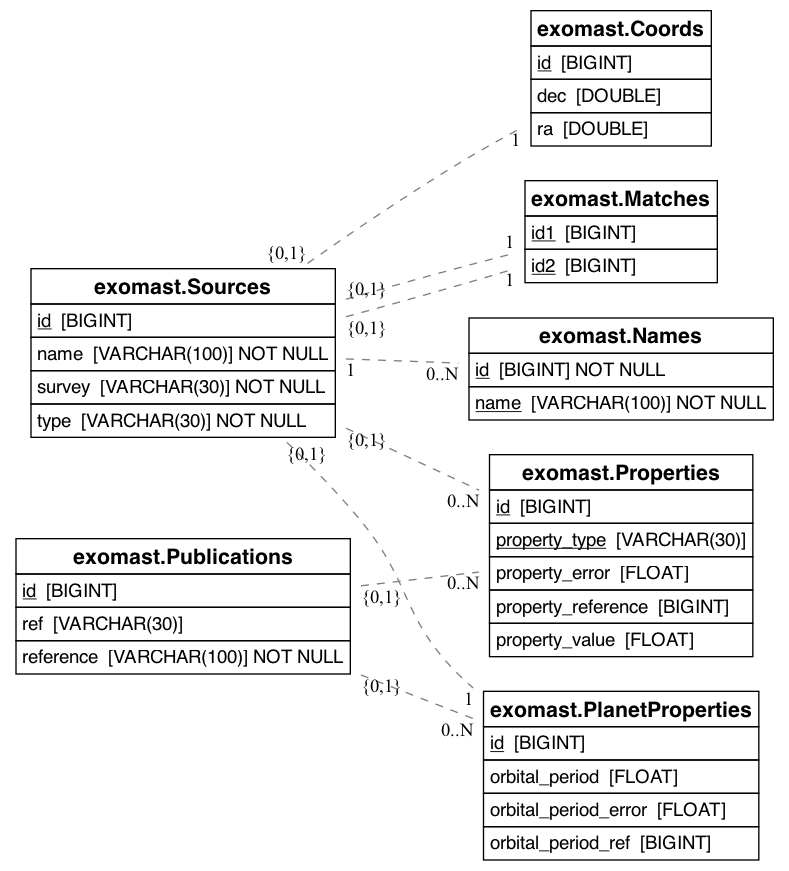 exomast.Coords
id [BIGINT]
dec [DOUBLE]
ra [DOUBLE]
1
{0,1}
exomast.Matches
id1 [BIGINT]
id2 [BIGINT]
1
1
{0,1}
{0,1}
exomast.Sources
id [BIGINT]
name [VARCHAR(100)] NOT NULL
survey [VARCHAR(30)] NOT NULL
type [VARCHAR(30)] NOT NULL
1
0..N
exomast.Names
id [BIGINT] NOT NULL
name [VARCHAR(100)] NOT NULL
{0,1}
0..N
{0,1}
exomast.Properties
id [BIGINT]
property_type [VARCHAR(30)]
property_error [FLOAT]
property_reference [BIGINT]
property_value [FLOAT]
exomast.Publications
id [BIGINT]
ref [VARCHAR(30)]
reference [VARCHAR(100)] NOT NULL
{0,1}
0..N
{0,1}
1
0..N
exomast.PlanetProperties
id [BIGINT]
orbital_period [FLOAT]
orbital_period_error [FLOAT]
orbital_period_ref [BIGINT]